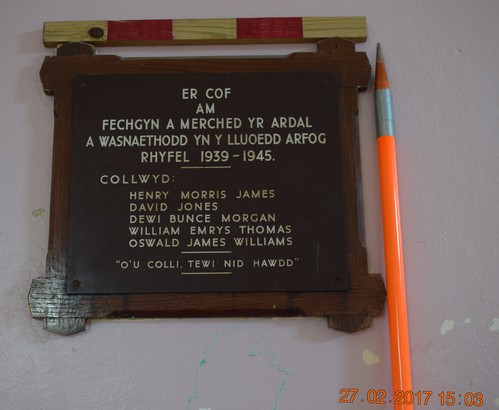 ER COF
AM
FECHGYN A MERCHED YR ARDAL
A WASNAETHODD YN Y LLUOEDD ARFOG
RHYFEL 1939-1945.
COLLWYD:
HENRY MORRIS JAMES
DAVID JONES
DEWI BUNCE MORGAN
WILLIAM EMRYS THOMAS
OSWALD JAMES WILLIAMS
"O'U COLLI, TEWI NID HAWDD"
27.02.2017 15:03